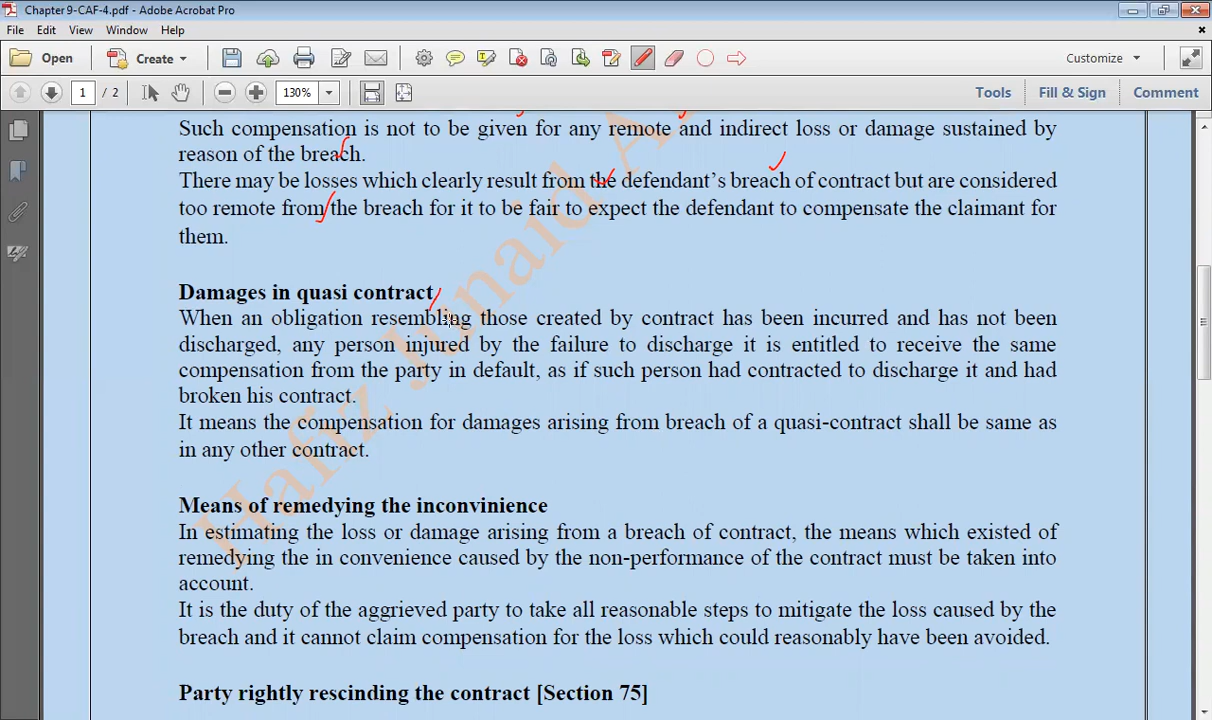 Chapter 9-CAF-4.pdf - Adobe Acrobat Pro
File Edit View Window Help
Open Create Customize
1 / 2 130% Tools Fill & Sign Comment
Such compensation is not to be given for any remote and indirect loss or damage sustained by
reason of the breach.
There may be losses which clearly result from the defendant's breach of contract but are considered
too remote from the breach for it to be fair to expect the defendant to compensate the claimant for
them.
Damages in quasi contract
When an obligation resembling those created by contract has been incurred and has not been
discharged, any person injured by the failure to discharge it is entitled to receive the same
compensation from the party in default, as if such person had contracted to discharge it and had
broken his contract.
It means the compensation for damages arising from breach of a quasi-contract shall be same as
in any other contract.
Means of remedying the inconvinience
In estimating the loss or damage arising from a breach of contract, the means which existed of
remedying the in convenience caused by the non-performance of the contract must be taken into
account.
It is the duty of the aggrieved party to take all reasonable steps to mitigate the loss caused by the
breach and it cannot claim compensation for the loss which could reasonably have been avoided.
Party rightly rescinding the contract [Section 75]
Hafiz Junaid A